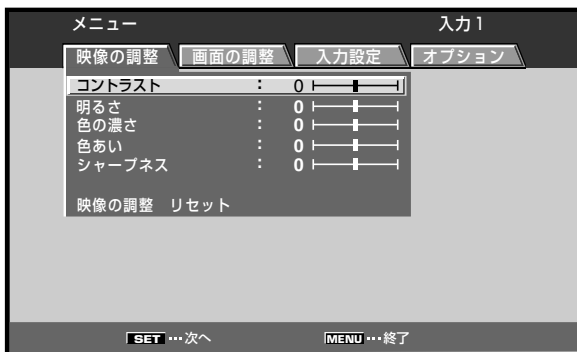 メニュー 入力1
映像の調整 画面の調整 入力設定 オプション
コントラスト : 0
明るさ : 0
色の濃さ : 0
色あい : 0
シャープネス : 0
映像の調整 リセット
SET …次へ MENU …終了